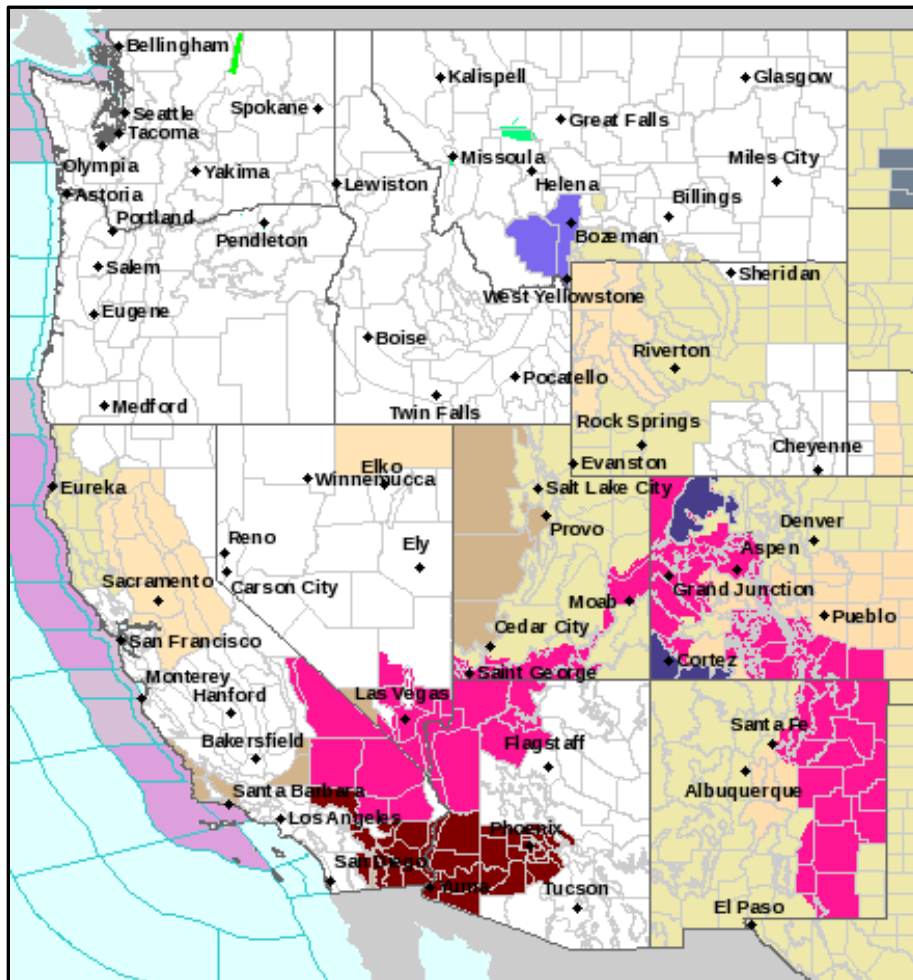 Bellingham
Kalispell
Glasgow
Seattle
Spokane
Great Falls
Tacoma
Olympia
Missoula
Miles City
Yakima
Helena
Lewiston
Astoria
Billings
Portland
Pendleton
Bozeman
Salem
Sheridan
West Yellowstone
Eugene
Boise
Riverton
Pocatello
Medford
Twin Falls
Rock Springs
Cheyenne
Elko
Evanston
Winnemucca
Eureka
Salt Lake City
Provo
Denver
Reno
Ely
Aspen
Sacramento
Carson City
Grand Junction
Moab
Pueblo
San Francisco
Cedar City
Cortez
Saint George
Monterey
Hanford
Las Vegas
Santa Fe
Bakersfield
Flagstaff
Albuquerque
Santa Barbara
Los Angeles
Phoenix
San Diego
Yuma
Tucson
El Paso